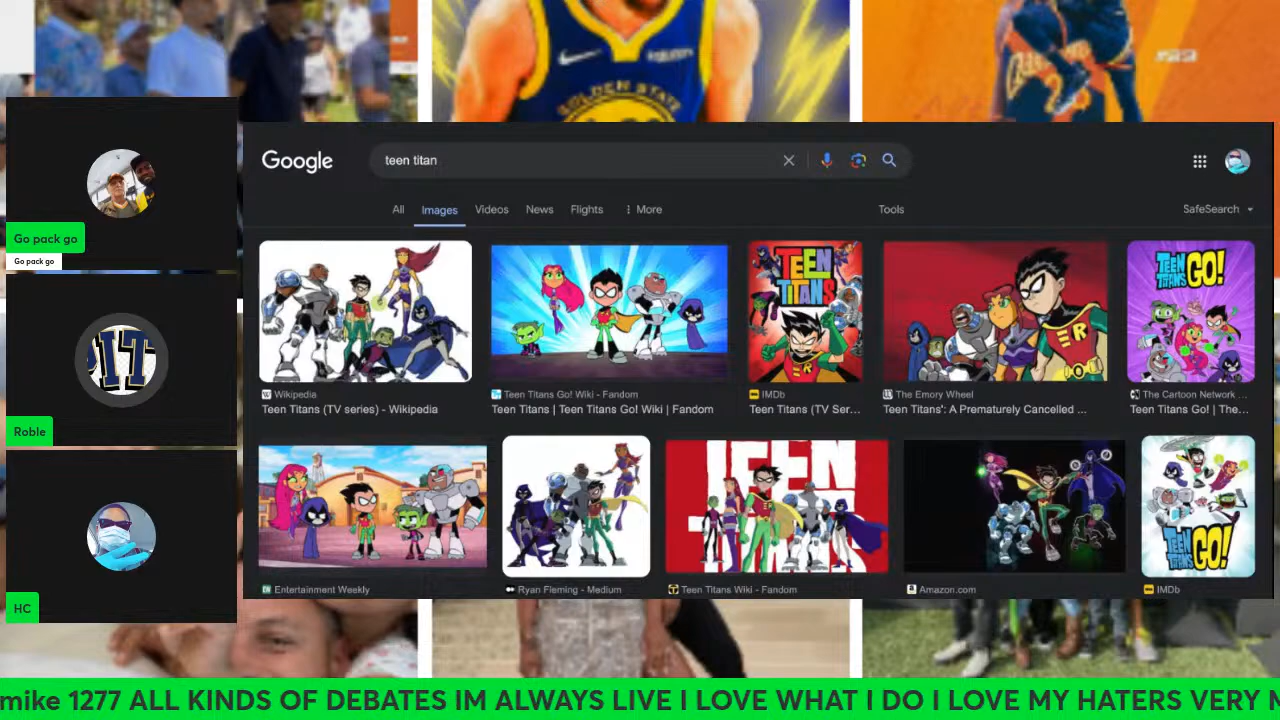 GOLDEN STATE
Google
teen titan
All
Images
Videos
News
Flights
More
Tools
SafeSearch
Go pack go
Go pack go
TEEN
TITANS
TEEN
TITANS
GO!
Wikipedia
Teen Titans (TV series) - Wikipedia
Teen Titans Go! Wiki - Fandom
Teen Titans | Teen Titans Go! Wiki | Fandom
IMDb
Teen Titans (TV Ser...
The Emory Wheel
Teen Titans': A Prematurely Cancelled ...
The Cartoon Network ...
Teen Titans Go! | The...
Roble
TEEN
TITANS
TEEN
TITANS
GO!
Entertainment Weekly
Ryan Fleming - Medium
Teen Titans Wiki - Fandom
Amazon.com
IMDb
HC
mike 1277 ALL KINDS OF DEBATES IM ALWAYS LIVE I LOVE WHAT I DO I LOVE MY HATERS VERY